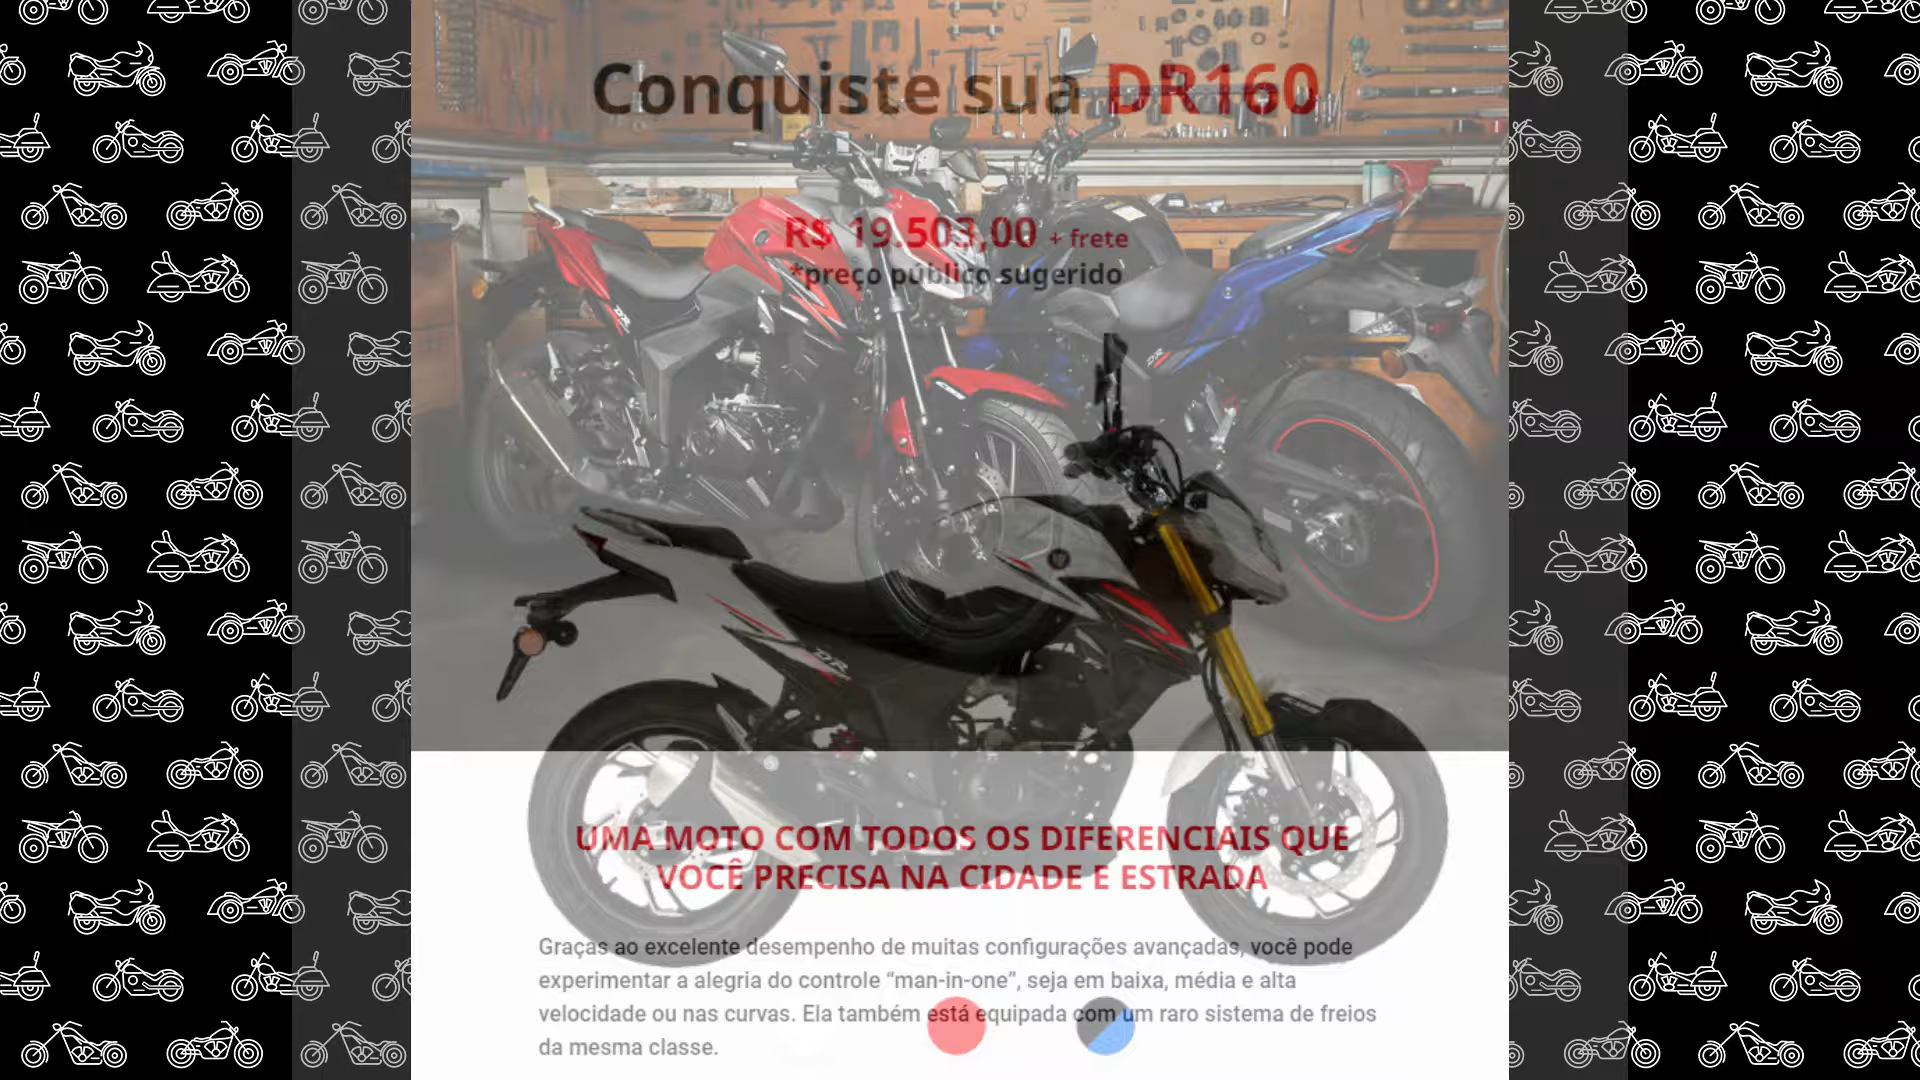 Conquiste sua DR160
R$ 19.503,00 + frete
*preço público sugerido
DR
DR
DR
UMA MOTO COM TODOS OS DIFERENCIAIS QUE
VOCÊ PRECISA NA CIDADE E ESTRADA
Graças ao excelente desempenho de muitas configurações avançadas, você pode
experimentar a alegria do controle “man-in-one”, seja em baixa, média e alta
velocidade ou nas curvas. Ela também está equipada com um raro sistema de freios
da mesma classe.